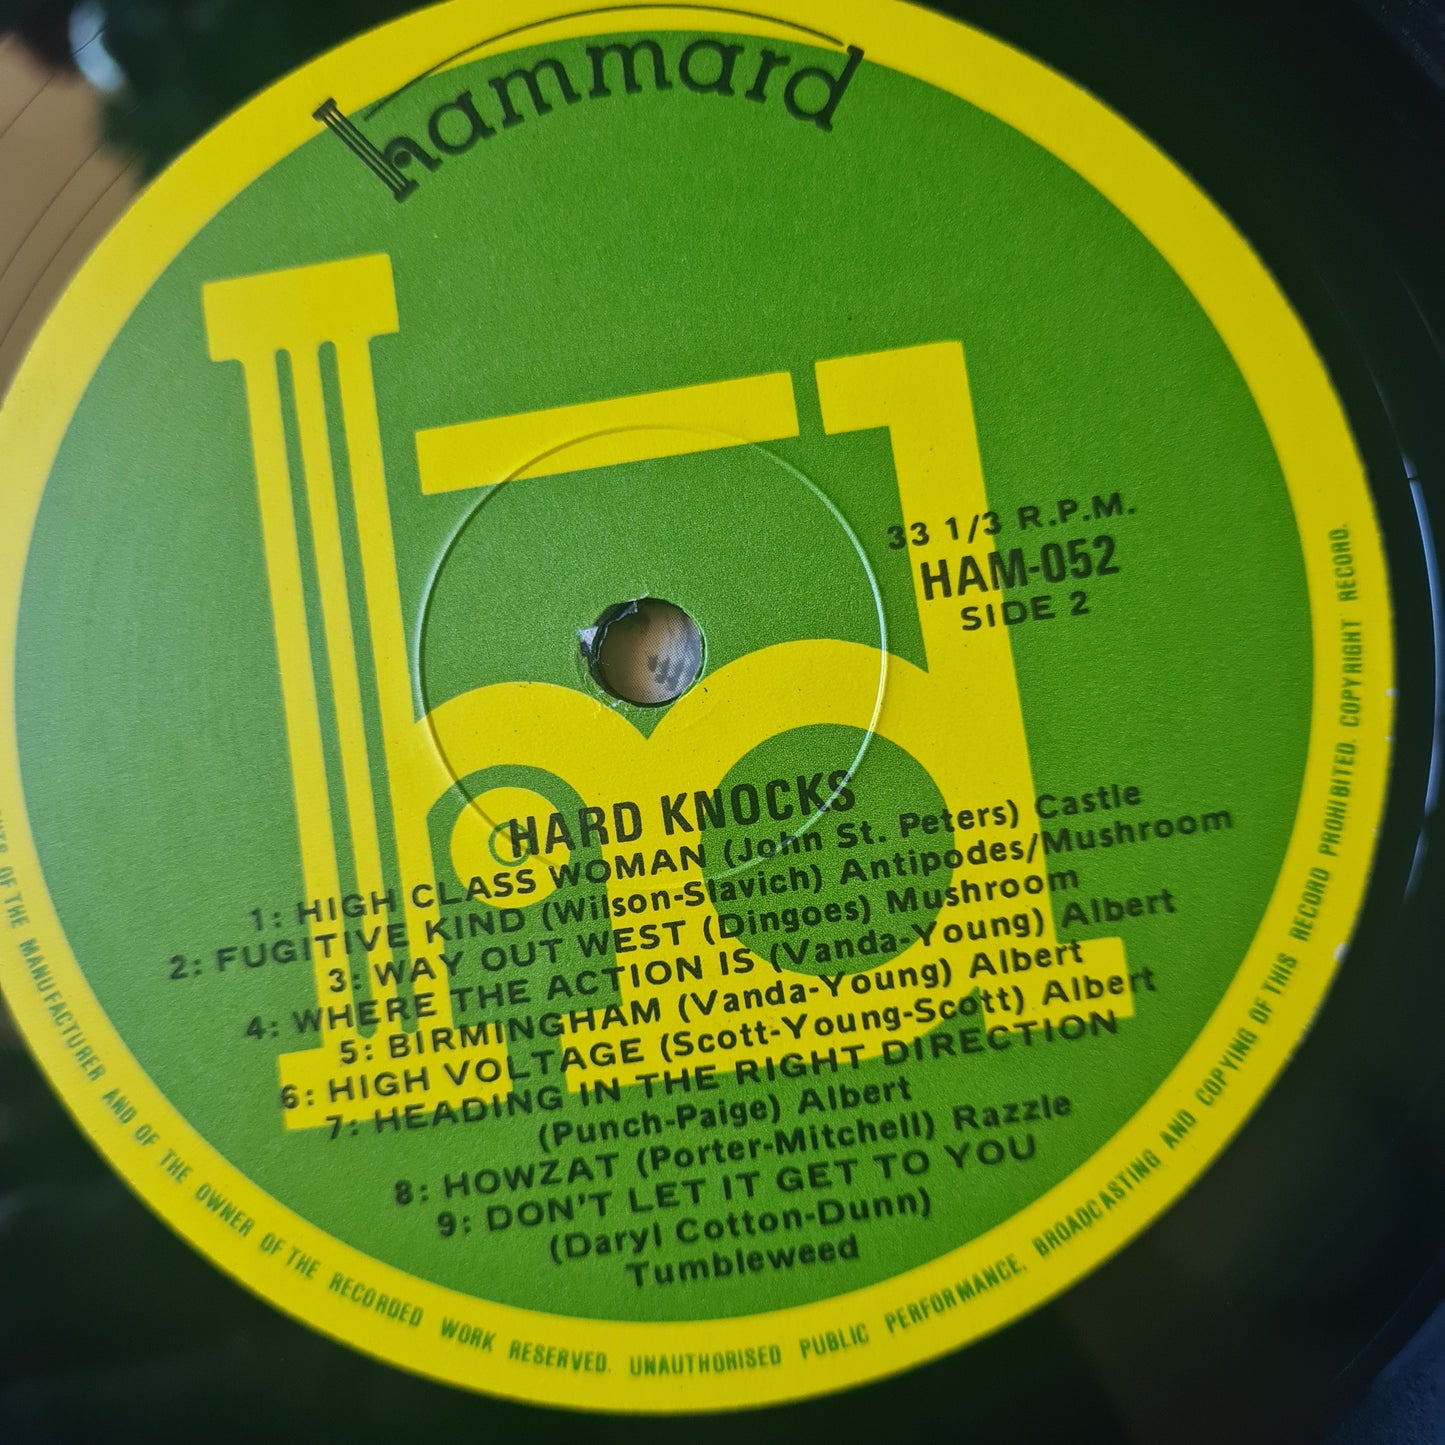 hammard
33 1/3 R.P.M.
HAM-052
SIDE 2
HARD KNOCKS
1: HIGH CLASS WOMAN (John St. Peters) Castle
2: FUGITIVE KIND (Wilson-Slavich) Antipodes/Mushroom
3: WAY OUT WEST (Dingoes) Mushroom
4: WHERE THE ACTION IS (Vanda-Young) Albert
5: BIRMINGHAM (Vanda-Young) Albert
6: HIGH VOLTAGE (Scott-Young-Scott) Albert
7: HEADING IN THE RIGHT DIRECTION
(Punch-Paige) Albert
8: HOWZAT (Porter-Mitchell) Razzle
9: DON'T LET IT GET TO YOU
(Daryl Cotton-Dunn)
Tumbleweed
OF THE MANUFACTURER AND OF THE OWNER OF THE RECORDED WORK RESERVED. UNAUTHORISED PUBLIC PERFORMANCE, BROADCASTING AND COPYING OF THIS RECORD PROHIBITED. COPYRIGHT RECORD.